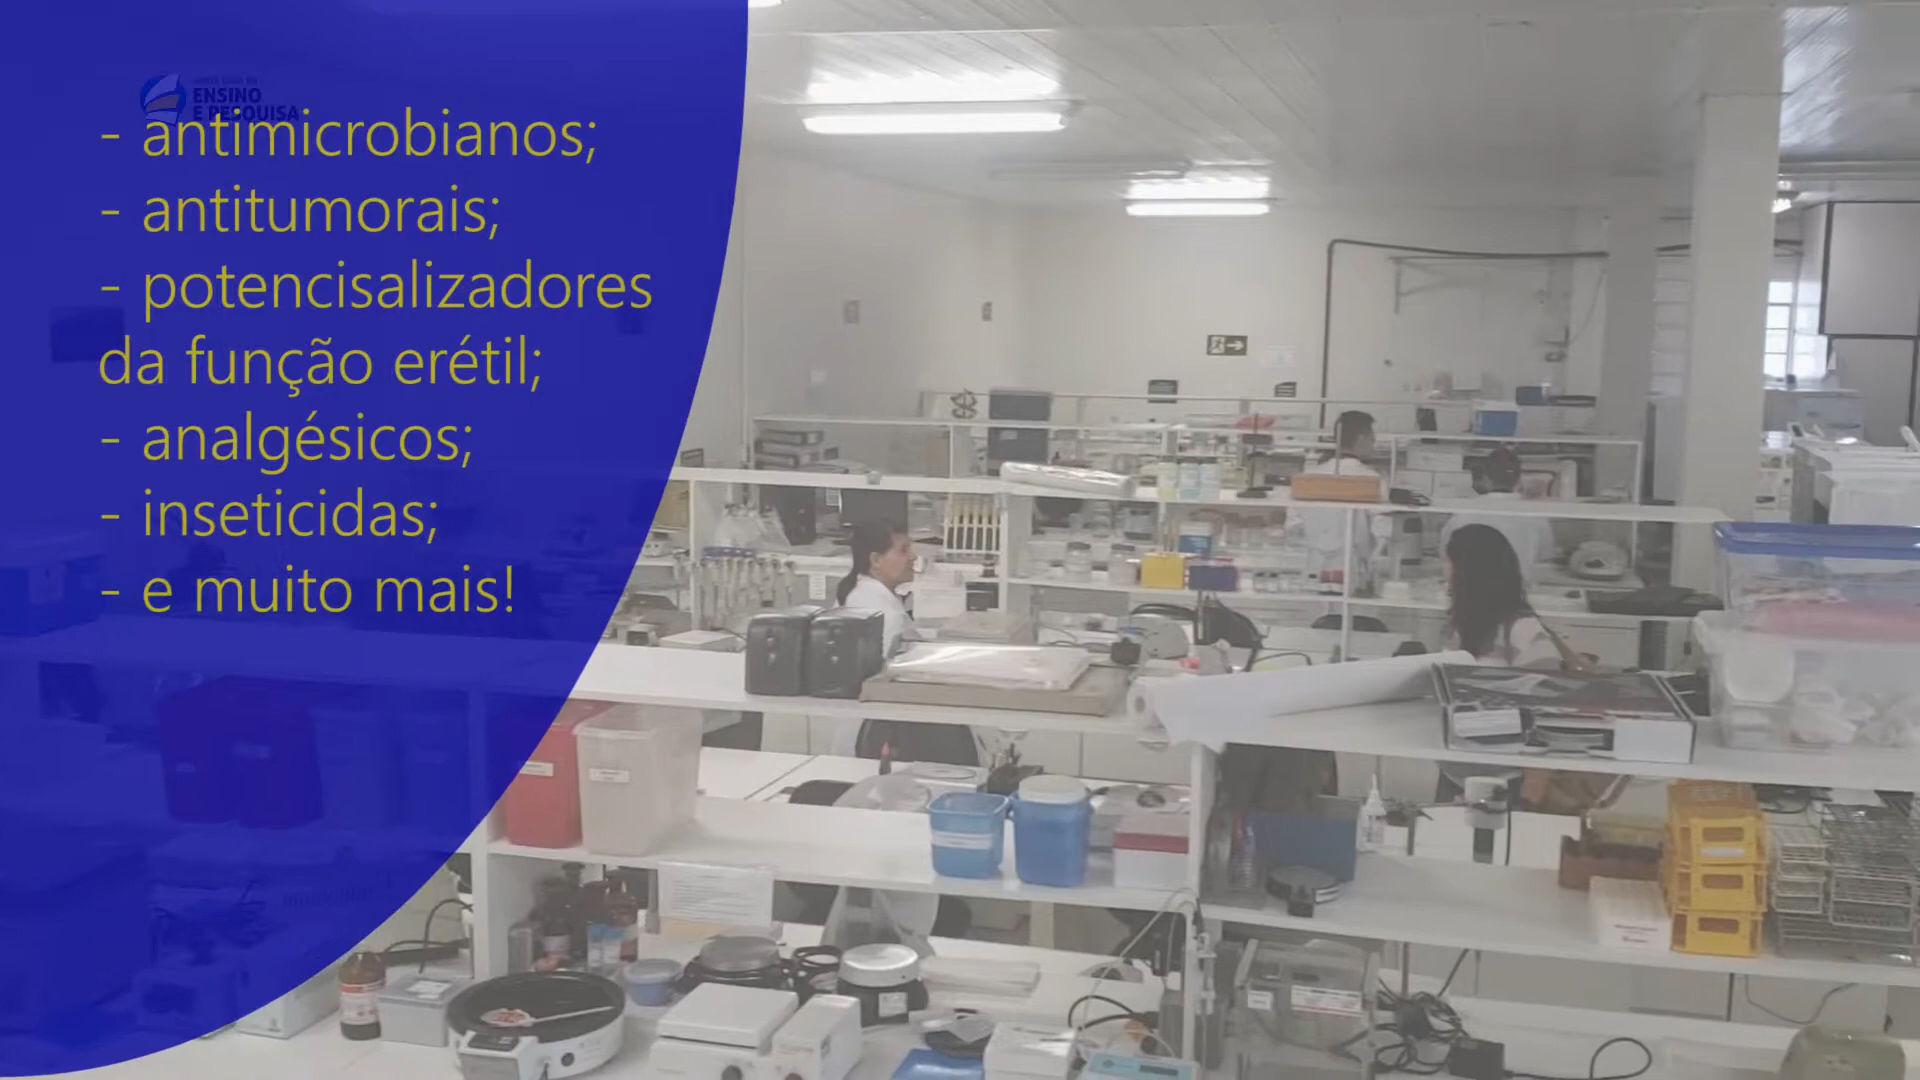 ENSINO
E PESQUISA
- antimicrobianos;
- antitumorais;
- potencisalizadores
da função erétil;
- analgésicos;
- inseticidas;
- e muito mais!